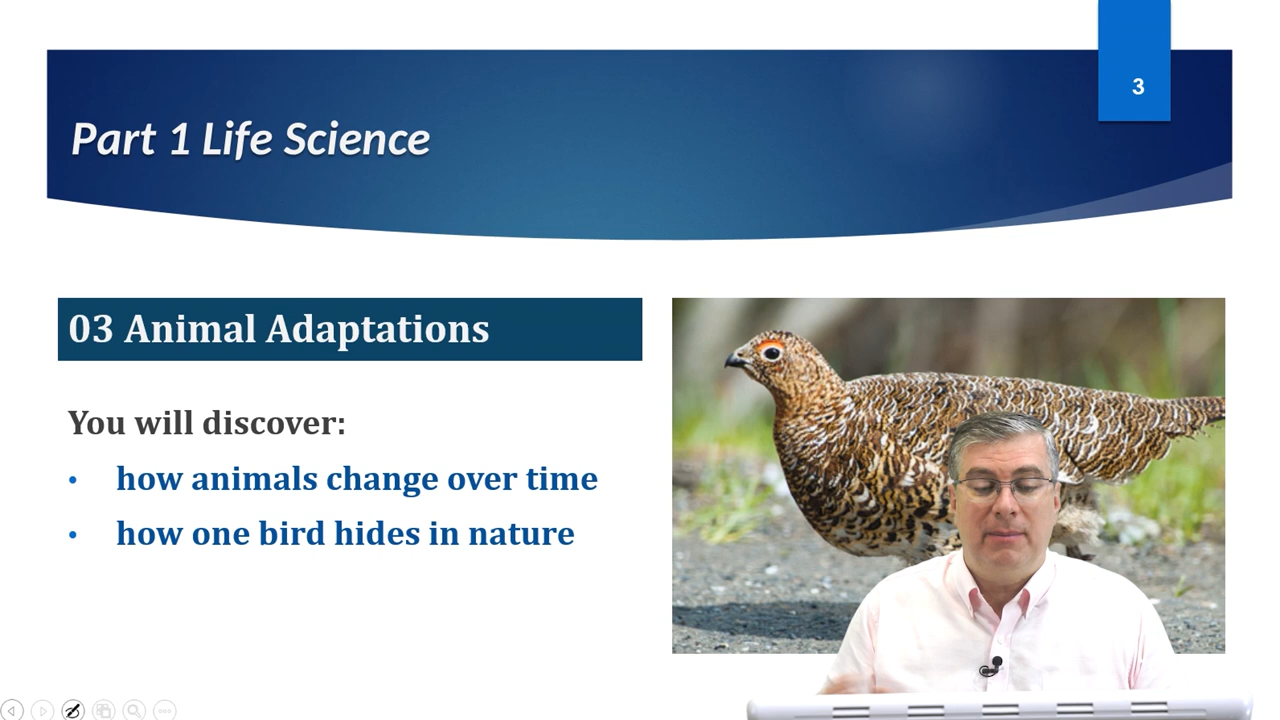 3
Part 1 Life Science
03 Animal Adaptations
You will discover:
• how animals change over time
• how one bird hides in nature